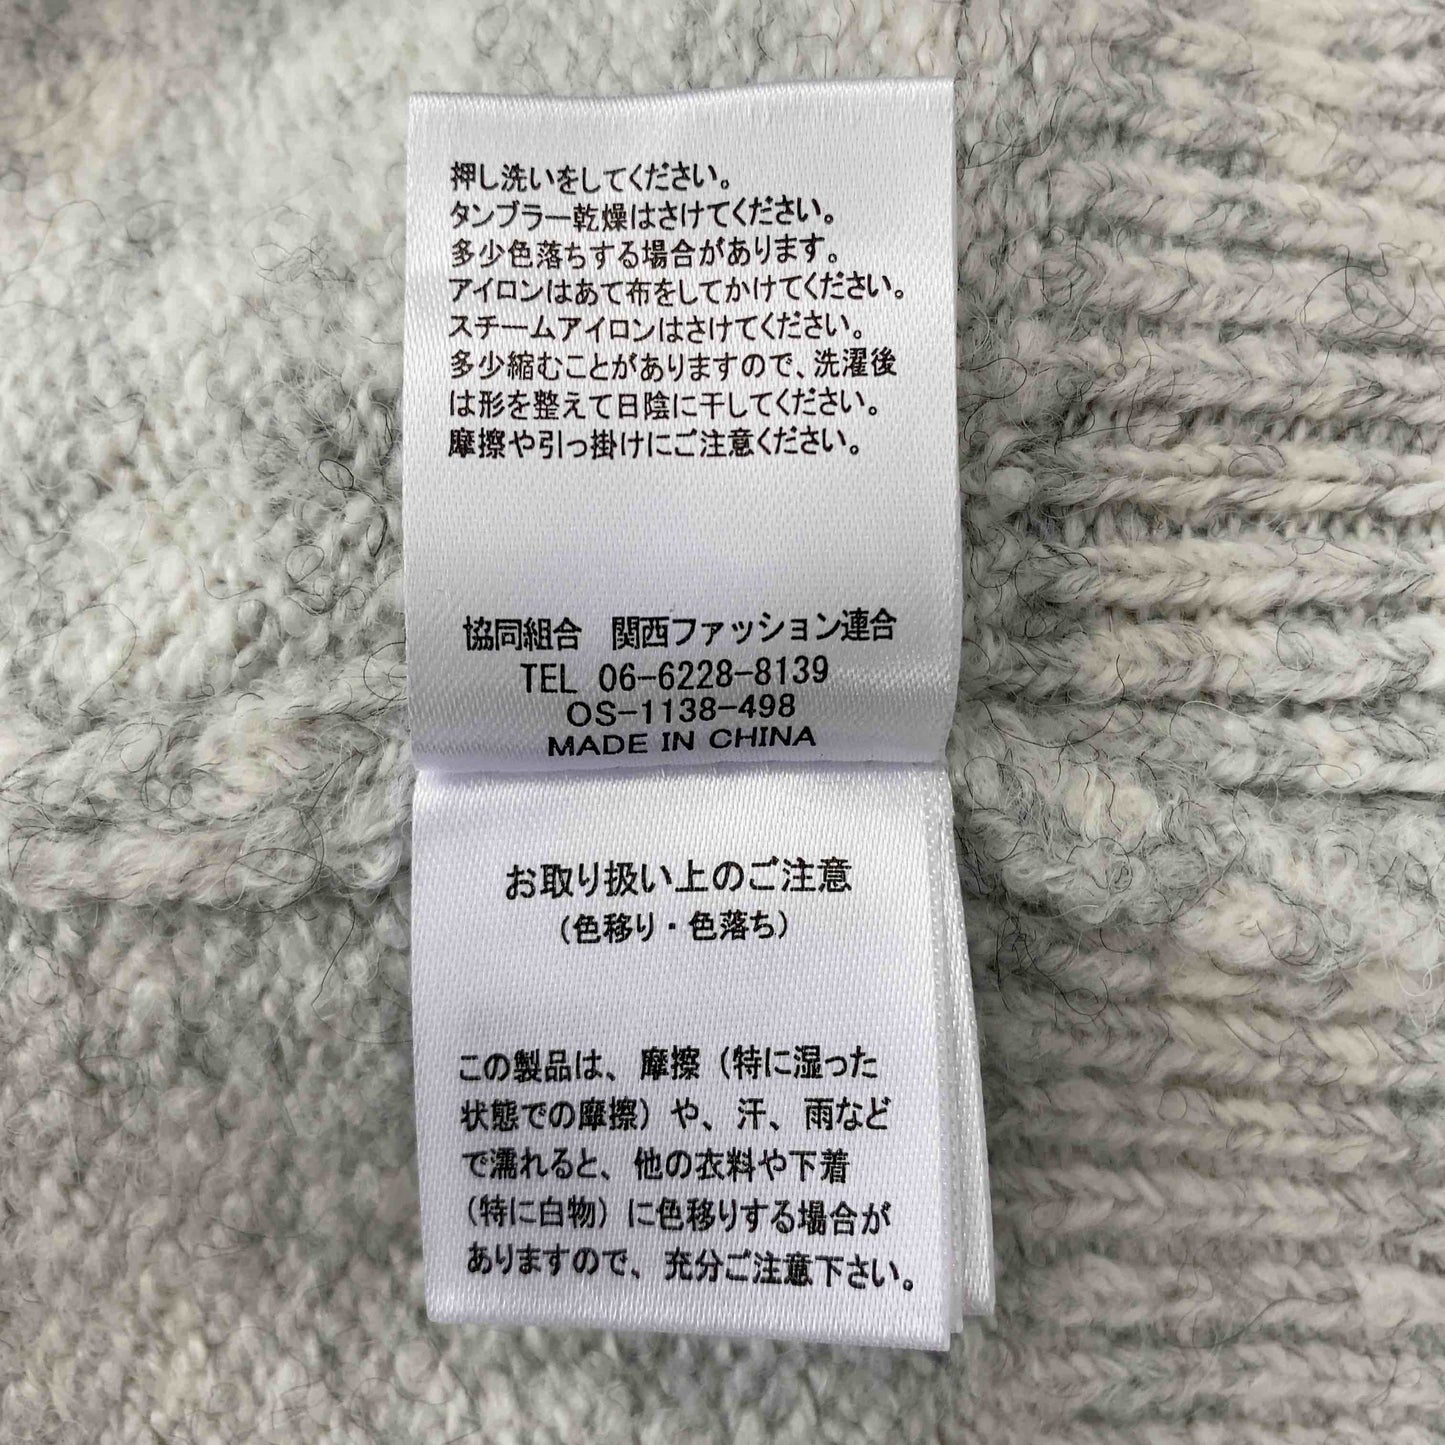 押し洗いをしてください。
タンブラー乾燥はさけてください。
多少色落ちする場合があります。
アイロンはあて布をしてかけてください。
スチームアイロンはさけてください。
多少縮むことがありますので、洗濯後
は形を整えて日陰に干してください。
摩擦や引っ掛けにご注意ください。
協同組合 関西ファッション連合
TEL 06-6228-8139
OS-1138-498
MADE IN CHINA
お取り扱い上のご注意
(色移り・色落ち)
この製品は、摩擦(特に湿った
状態での摩擦)や、汗、雨など
で濡れると、他の衣料や下着
(特に白物)に色移りする場合が
ありますので、充分ご注意下さい。